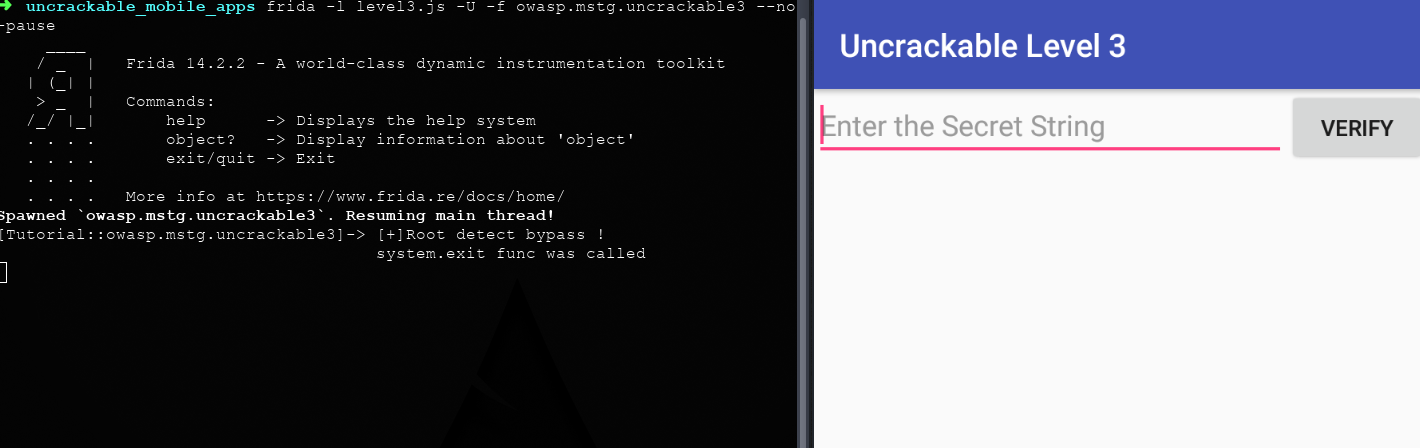 ➜ uncrackable_mobile_apps frida -l level3.js -U -f owasp.mstg.uncrackable3 --no
-pause
     ____
    / _  |   Frida 14.2.2 - A world-class dynamic instrumentation toolkit
   | (_| |
    > _  |   Commands:
   /_/ |_|       help      -> Displays the help system
   . . . .       object?   -> Display information about 'object'
   . . . .       exit/quit -> Exit
   . . . .
   . . . .   More info at https://www.frida.re/docs/home/
Spawned `owasp.mstg.uncrackable3`. Resuming main thread!
[Tutorial::owasp.mstg.uncrackable3]-> [+]Root detect bypass !
system.exit func was called
Uncrackable Level 3
Enter the Secret String
VERIFY